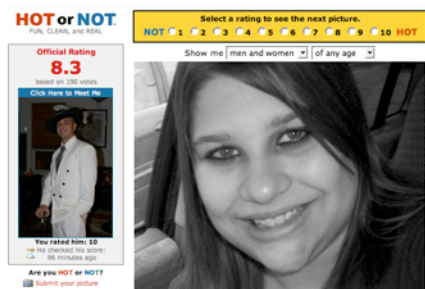 HOT or NOT
FUN, CLEAN, and REAL
Official Rating
8.3
based on 190 votes
Click Here to Meet Me
You rated him: 10
He checked his score:
96 minutes ago
Are you HOT or NOT?
Submit your picture
Select a rating to see the next picture.
NOT 1 2 3 4 5 6 7 8 9 10 HOT
Show me men and women of any age